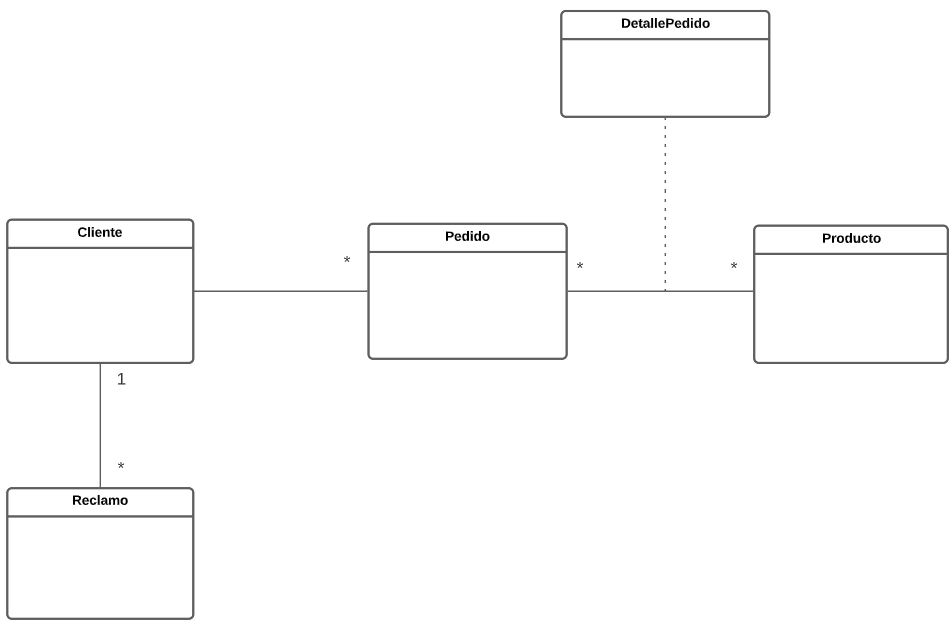 DetallePedido
Cliente
Pedido
Producto
*
*
*
1
*
Reclamo